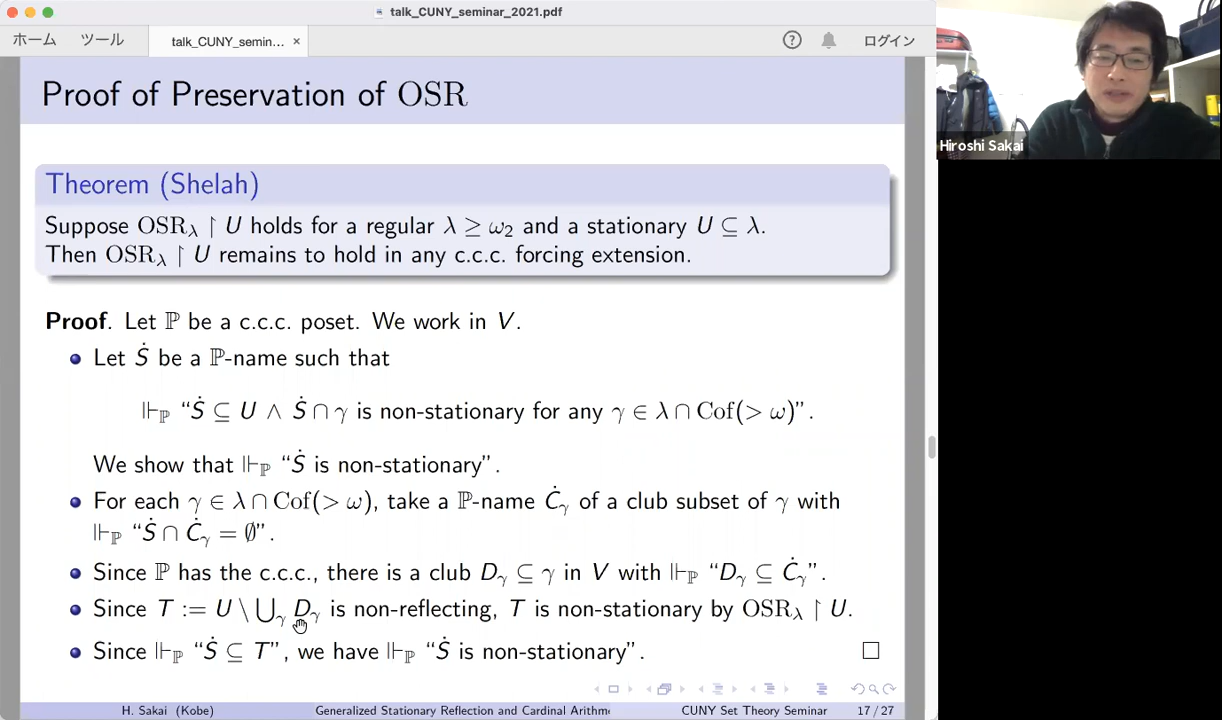 talk_CUNY_seminar_2021.pdf
ホーム ツール talk_CUNY_semin... × ? ログイン
Proof of Preservation of OSR
Hiroshi Sakai
Theorem (Shelah)
Suppose OSR_λ ↾ U holds for a regular λ ≥ ω₂ and a stationary U ⊆ λ.
Then OSR_λ ↾ U remains to hold in any c.c.c. forcing extension.
Proof. Let ℙ be a c.c.c. poset. We work in V.
Let Ṡ be a ℙ-name such that
⊩_ℙ “Ṡ ⊆ U ∧ Ṡ ∩ γ is non-stationary for any γ ∈ λ ∩ Cof(> ω)”.
We show that ⊩_ℙ “Ṡ is non-stationary”.
For each γ ∈ λ ∩ Cof(> ω), take a ℙ-name Ċ_γ of a club subset of γ with
⊩_ℙ “Ṡ ∩ Ċ_γ = ∅”.
Since ℙ has the c.c.c., there is a club D_γ ⊆ γ in V with ⊩_ℙ “D_γ ⊆ Ċ_γ”.
Since T := U \ ⋃_γ D_γ is non-reflecting, T is non-stationary by OSR_λ ↾ U.
Since ⊩_ℙ “Ṡ ⊆ T”, we have ⊩_ℙ “Ṡ is non-stationary”. □
H. Sakai (Kobe) Generalized Stationary Reflection and Cardinal Arithm CUNY Set Theory Seminar 17 / 27